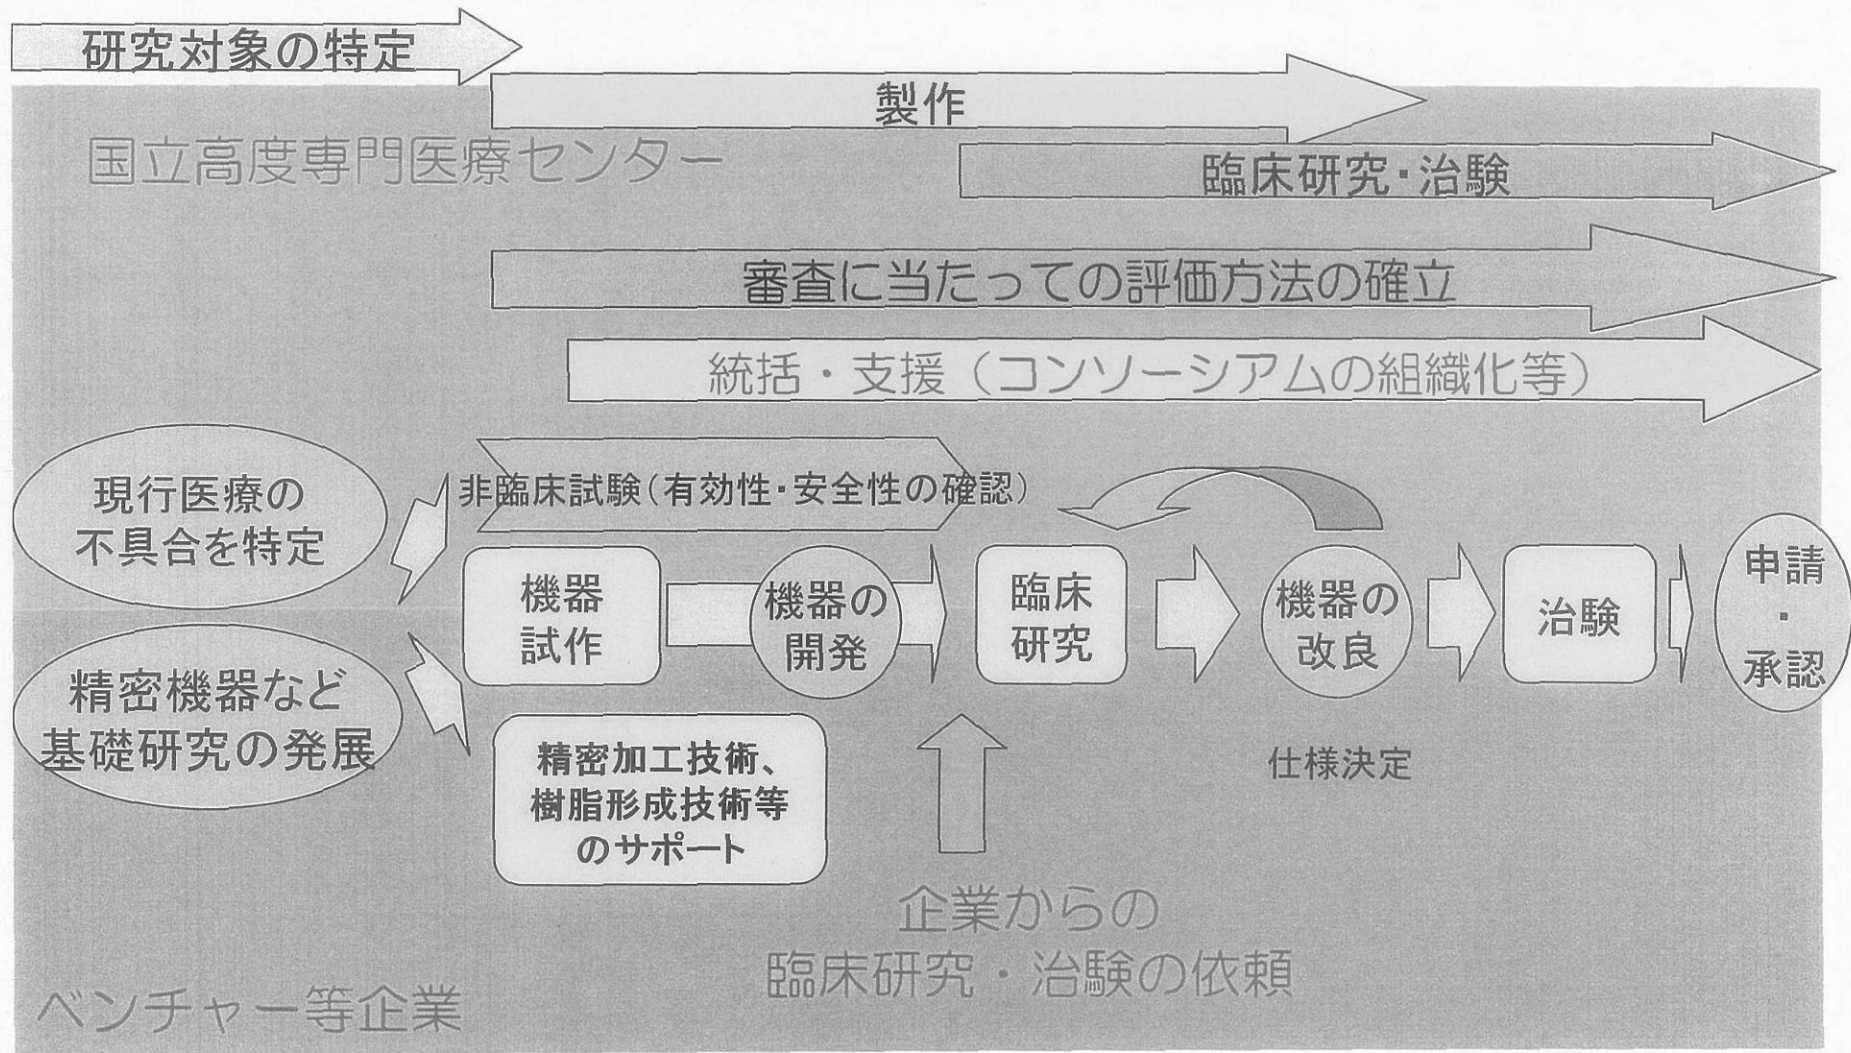 研究対象の特定
製作
国立高度専門医療センター
臨床研究・治験
審査に当たっての評価方法の確立
統括・支援（コンソーシアムの組織化等）
現行医療の
不具合を特定
非臨床試験（有効性・安全性の確認）
機器
試作
機器の
開発
臨床
研究
機器の
改良
治験
申請
・
承認
精密機器など
基礎研究の発展
精密加工技術、
樹脂形成技術等
のサポート
仕様決定
企業からの
臨床研究・治験の依頼
ベンチャー等企業